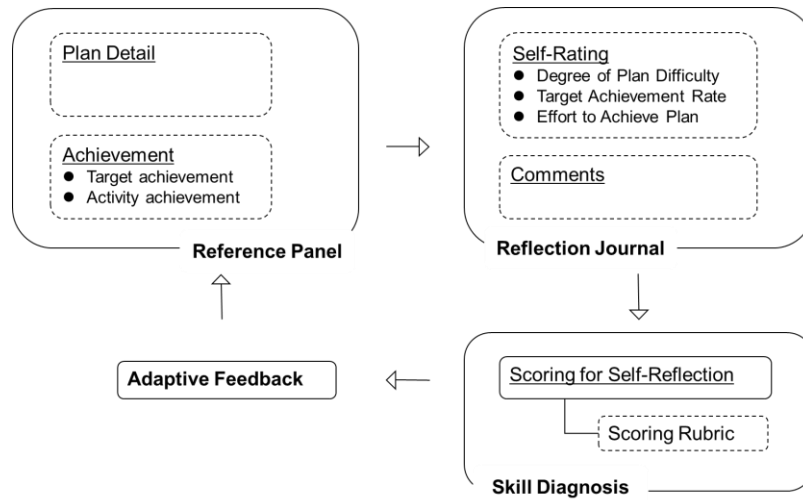 Plan Detail
Achievement
● Target achievement
● Activity achievement
Reference Panel
Self-Rating
● Degree of Plan Difficulty
● Target Achievement Rate
● Effort to Achieve Plan
Comments
Reflection Journal
Adaptive Feedback
Scoring for Self-Reflection
Scoring Rubric
Skill Diagnosis